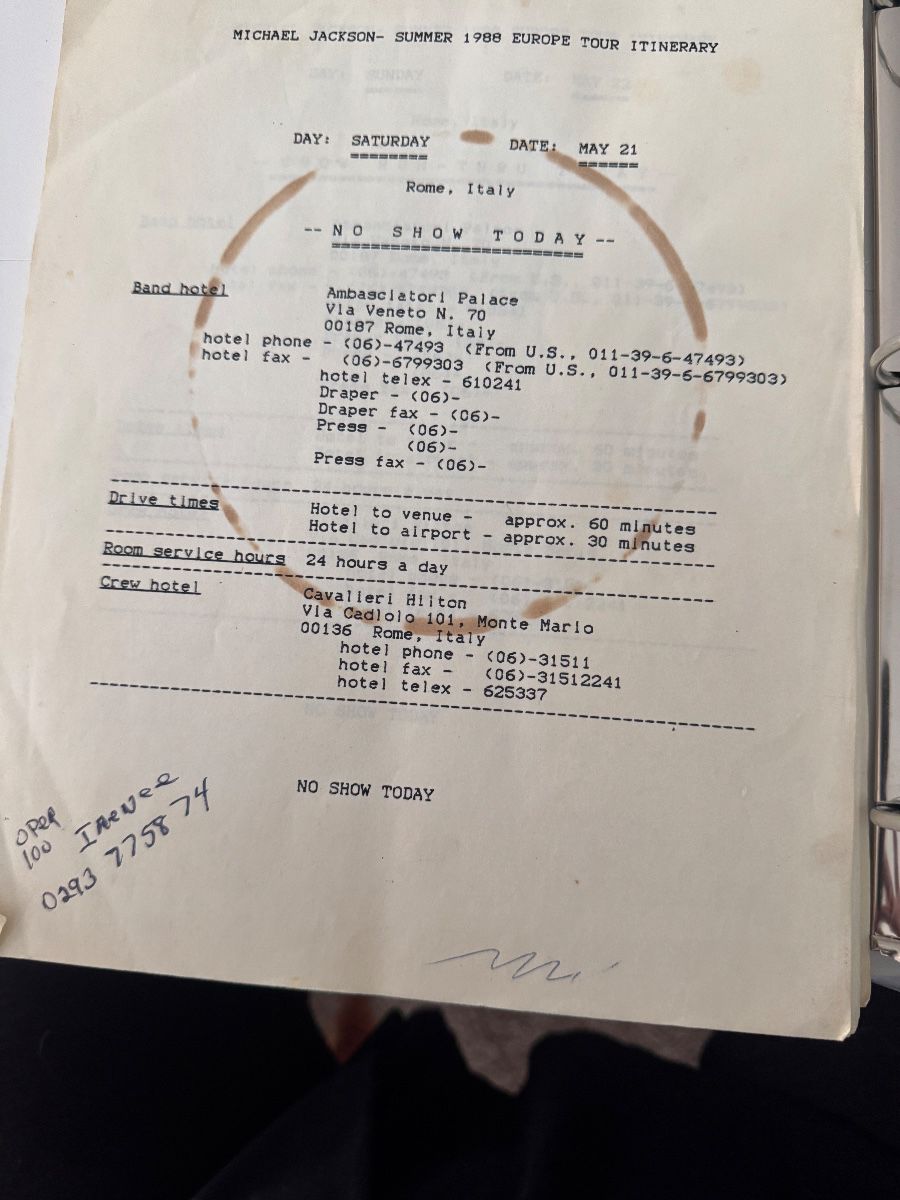 MICHAEL JACKSON- SUMMER 1988 EUROPE TOUR ITINERARY
DAY: SATURDAY DATE: MAY 21
Rome, Italy
-- N O S H O W T O D A Y --
Band hotel Ambasciatori Palace
Via Veneto N. 70
00187 Rome, Italy
hotel phone - (06)-47493 (From U.S., 011-39-6-47493)
hotel fax - (06)-6799303 (From U.S., 011-39-6-6799303)
hotel telex - 610241
Draper - (06)-
Draper fax - (06)-
Press - (06)-
(06)-
Press fax - (06)-
Drive times Hotel to venue - approx. 60 minutes
Hotel to airport - approx. 30 minutes
Room service hours 24 hours a day
Crew hotel Cavalieri Hilton
Via Cadlolo 101, Monte Mario
00136 Rome, Italy
hotel phone - (06)-31511
hotel fax - (06)-31512241
hotel telex - 625337
NO SHOW TODAY
OPER
100
0293 775874